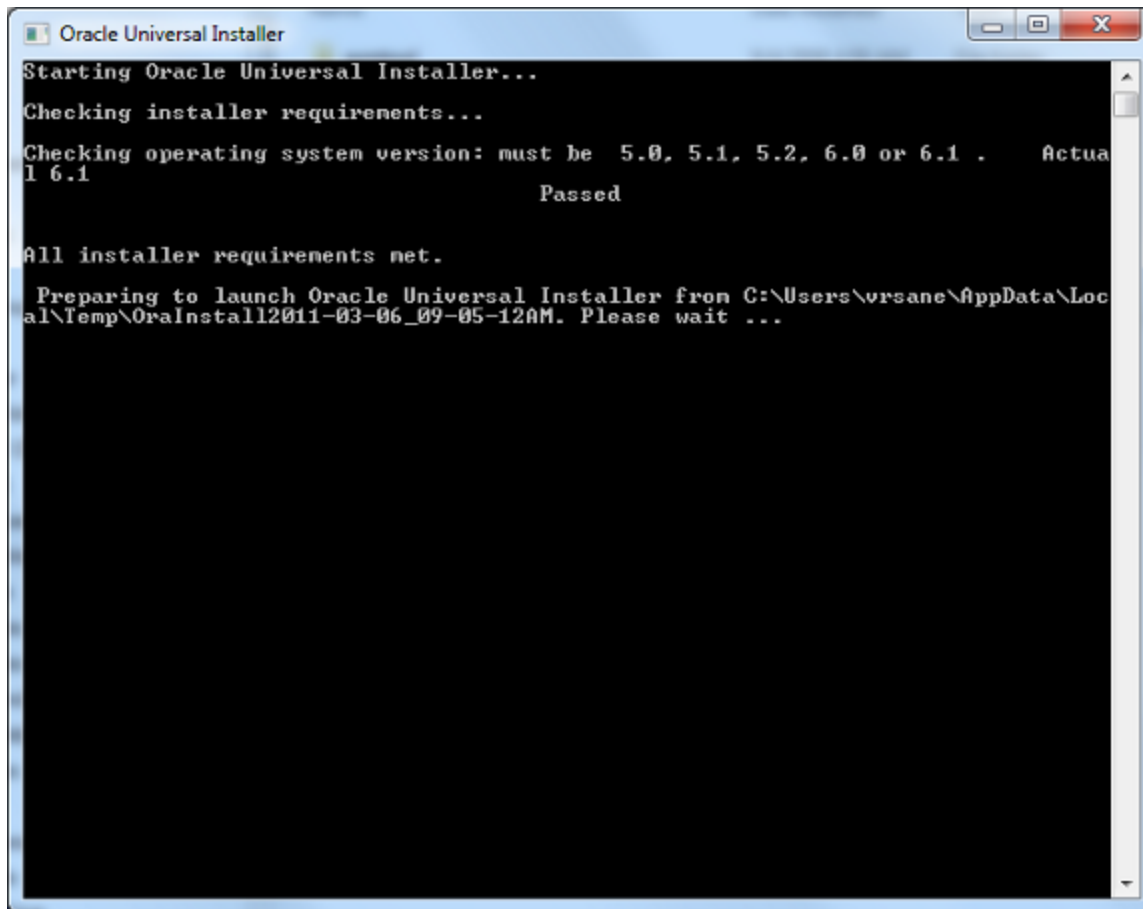 Oracle Universal Installer
Starting Oracle Universal Installer...
Checking installer requirements...
Checking operating system version: must be  5.0, 5.1, 5.2, 6.0 or 6.1 .    Actua
l 6.1
Passed
All installer requirements met.
Preparing to launch Oracle Universal Installer from C:\Users\vrsane\AppData\Loc
al\Temp\OraInstall2011-03-06_09-05-12AM. Please wait ...